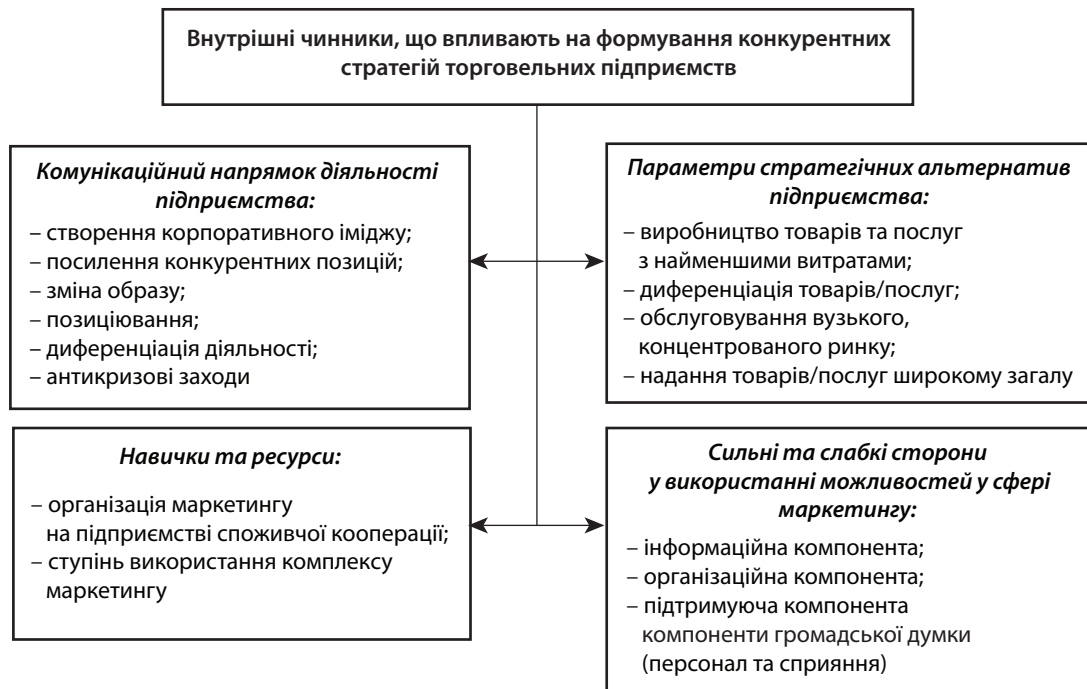 Внутрішні чинники, що впливають на формування конкурентних
стратегій торговельних підприємств
Комунікаційний напрямок діяльності
підприємства:
– створення корпоративного іміджу;
– посилення конкурентних позицій;
– зміна образу;
– позиціювання;
– диференціація діяльності;
– антикризові заходи
Параметри стратегічних альтернатив
підприємства:
– виробництво товарів та послуг
з найменшими витратами;
– диференціація товарів/послуг;
– обслуговування вузького,
концентрованого ринку;
– надання товарів/послуг широкому загалу
Навички та ресурси:
– організація маркетингу
на підприємстві споживчої кооперації;
– ступінь використання комплексу
маркетингу
Сильні та слабкі сторони
у використанні можливостей у сфері
маркетингу:
– інформаційна компонента;
– організаційна компонента;
– підтримуюча компонента
компоненти громадської думки
(персонал та сприяння)